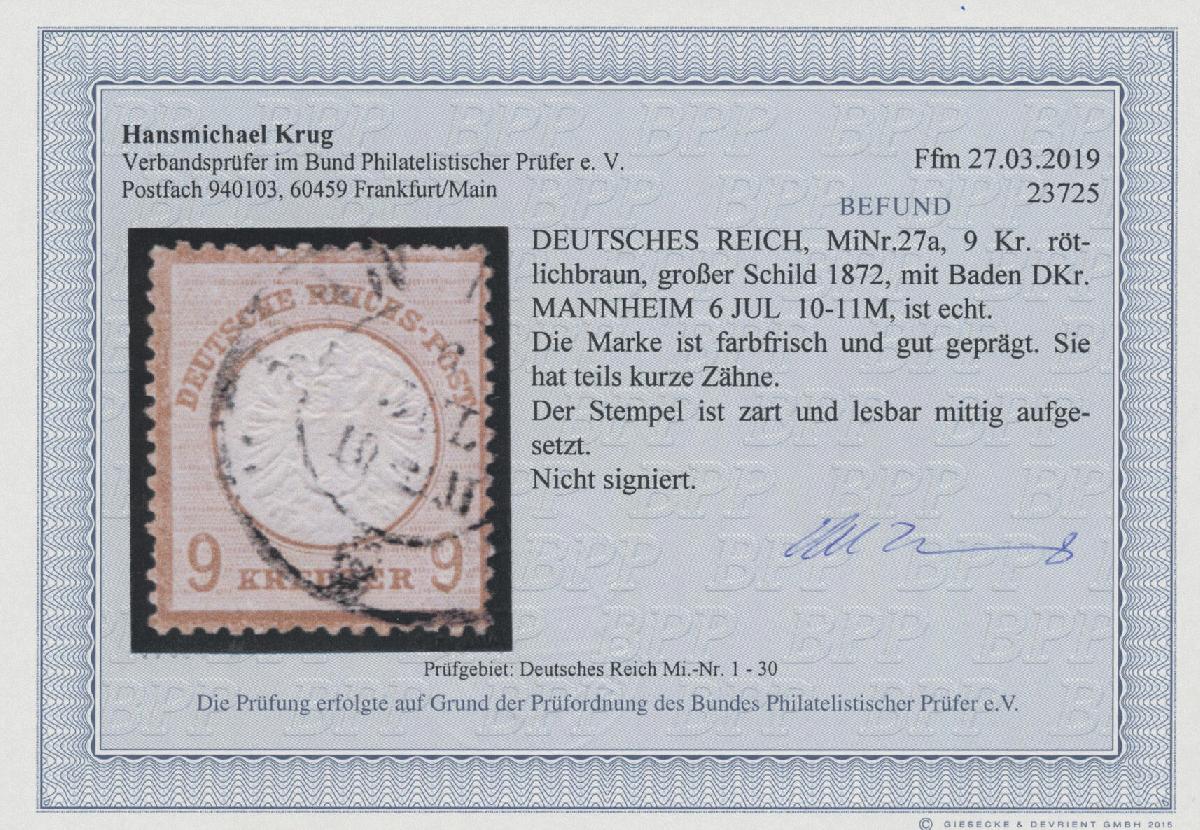 Hansmichael Krug
Verbandsprüfer im Bund Philatelistischer Prüfer e. V.
Postfach 940103, 60459 Frankfurt/Main
Ffm 27.03.2019
23725
BEFUND
DEUTSCHES REICH, MiNr.27a, 9 Kr. röt-
lichbraun, großer Schild 1872, mit Baden DKr.
MANNHEIM 6 JUL 10-11M, ist echt.
Die Marke ist farbfrisch und gut geprägt. Sie
hat teils kurze Zähne.
Der Stempel ist zart und lesbar mittig aufge-
setzt.
Nicht signiert.
DEUTSCHE REICHS-POST
9 KREUZER 9
Prüfgebiet: Deutsches Reich Mi.-Nr. 1 - 30
Die Prüfung erfolgte auf Grund der Prüfordnung des Bundes Philatelistischer Prüfer e.V.
© GIESECKE & DEVRIENT GMBH 2015